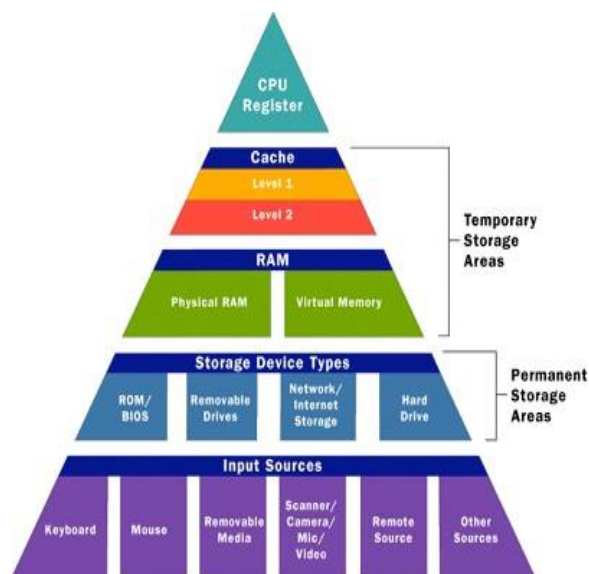 CPU
Register
Cache
Level 1
Level 2
Temporary
Storage
Areas
RAM
Physical RAM
Virtual Memory
Storage Device Types
ROM/
BIOS
Removable
Drives
Network/
Internet
Storage
Hard
Drive
Permanent
Storage
Areas
Input Sources
Keyboard
Mouse
Removable
Media
Scanner/
Camera/
Mic/
Video
Remote
Source
Other
Sources